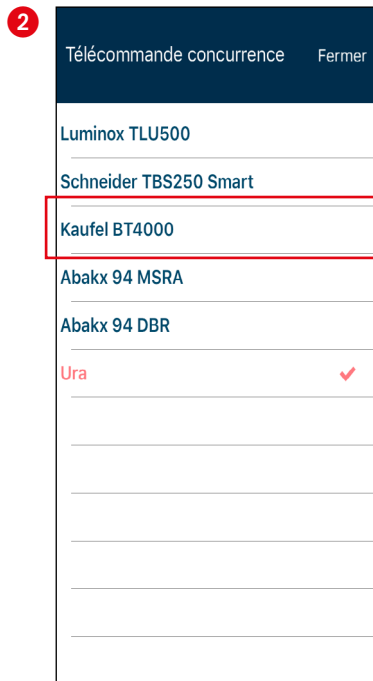 2
Télécommande concurrence Fermer
Luminox TLU500
Schneider TBS250 Smart
Kaufel BT4000
Abakx 94 MSRA
Abakx 94 DBR
Ura